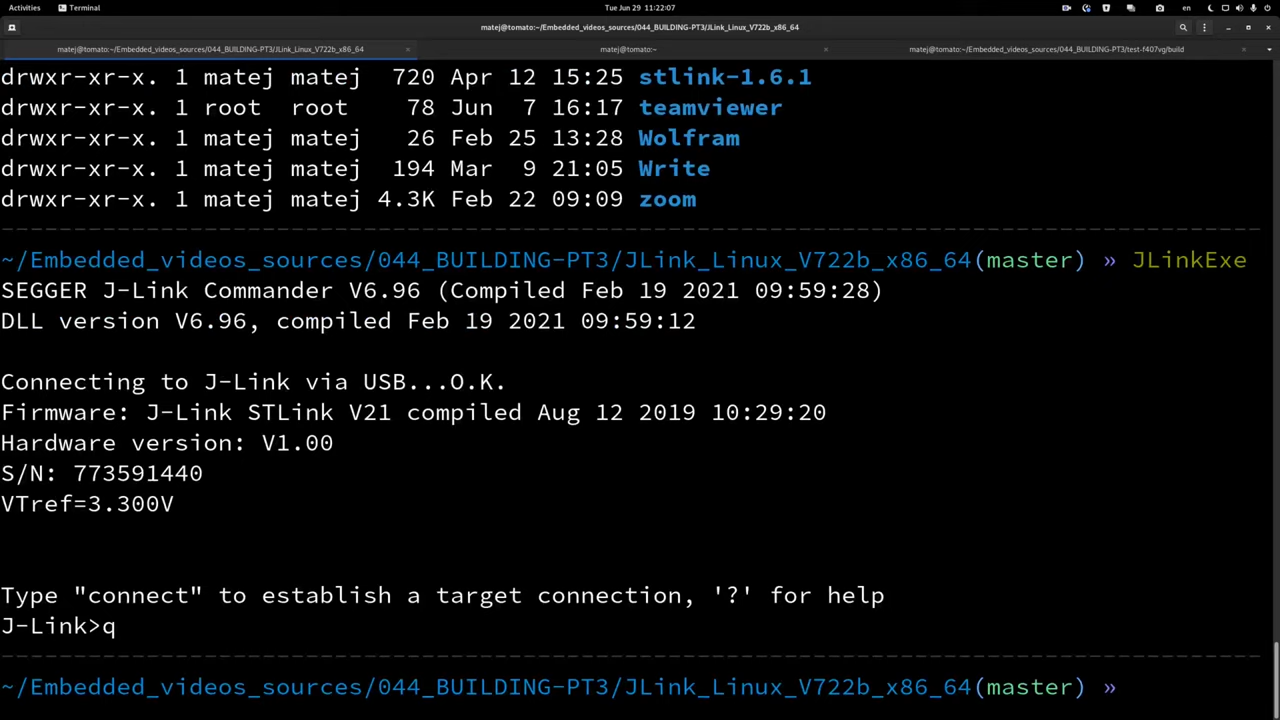 Activities Terminal Tue Jun 29 11:22:07 en
matej@tomato:~/Embedded_videos_sources/044_BUILDING-PT3/JLink_Linux_V722b_x86_64
matej@tomato:~/Embedded_videos_sources/044_BUILDING-PT3/JLink_Linux_V722b_x86_64 matej@tomato:~ matej@tomato:~/Embedded_videos_sources/044_BUILDING-PT3/test-f407vg/build
drwxr-xr-x. 1 matej matej 720 Apr 12 15:25 stlink-1.6.1
drwxr-xr-x. 1 root root 78 Jun 7 16:17 teamviewer
drwxr-xr-x. 1 matej matej 26 Feb 25 13:28 Wolfram
drwxr-xr-x. 1 matej matej 194 Mar 9 21:05 Write
drwxr-xr-x. 1 matej matej 4.3K Feb 22 09:09 zoom
~/Embedded_videos_sources/044_BUILDING-PT3/JLink_Linux_V722b_x86_64(master) » JLinkExe
SEGGER J-Link Commander V6.96 (Compiled Feb 19 2021 09:59:28)
DLL version V6.96, compiled Feb 19 2021 09:59:12
Connecting to J-Link via USB...O.K.
Firmware: J-Link STLink V21 compiled Aug 12 2019 10:29:20
Hardware version: V1.00
S/N: 773591440
VTref=3.300V
Type "connect" to establish a target connection, '?' for help
J-Link>q
~/Embedded_videos_sources/044_BUILDING-PT3/JLink_Linux_V722b_x86_64(master) »